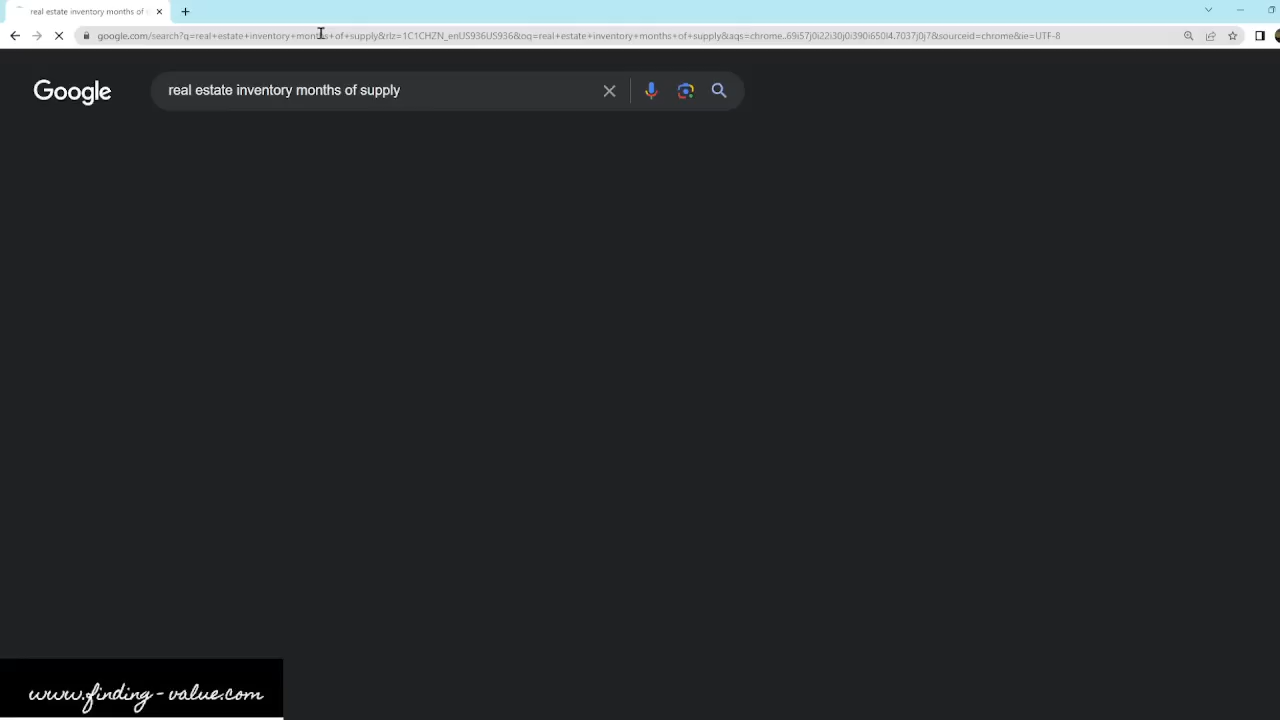 real estate inventory months of
google.com/search?q=real+estate+inventory+months+of+supply&rlz=1C1CHZN_enUS936US936&oq=real+estate+inventory+months+of+supply&aqs=chrome..69i57j0i22i30j0i390i650l4.7037j0j7&sourceid=chrome&ie=UTF-8
Google
real estate inventory months of supply
www.finding-value.com